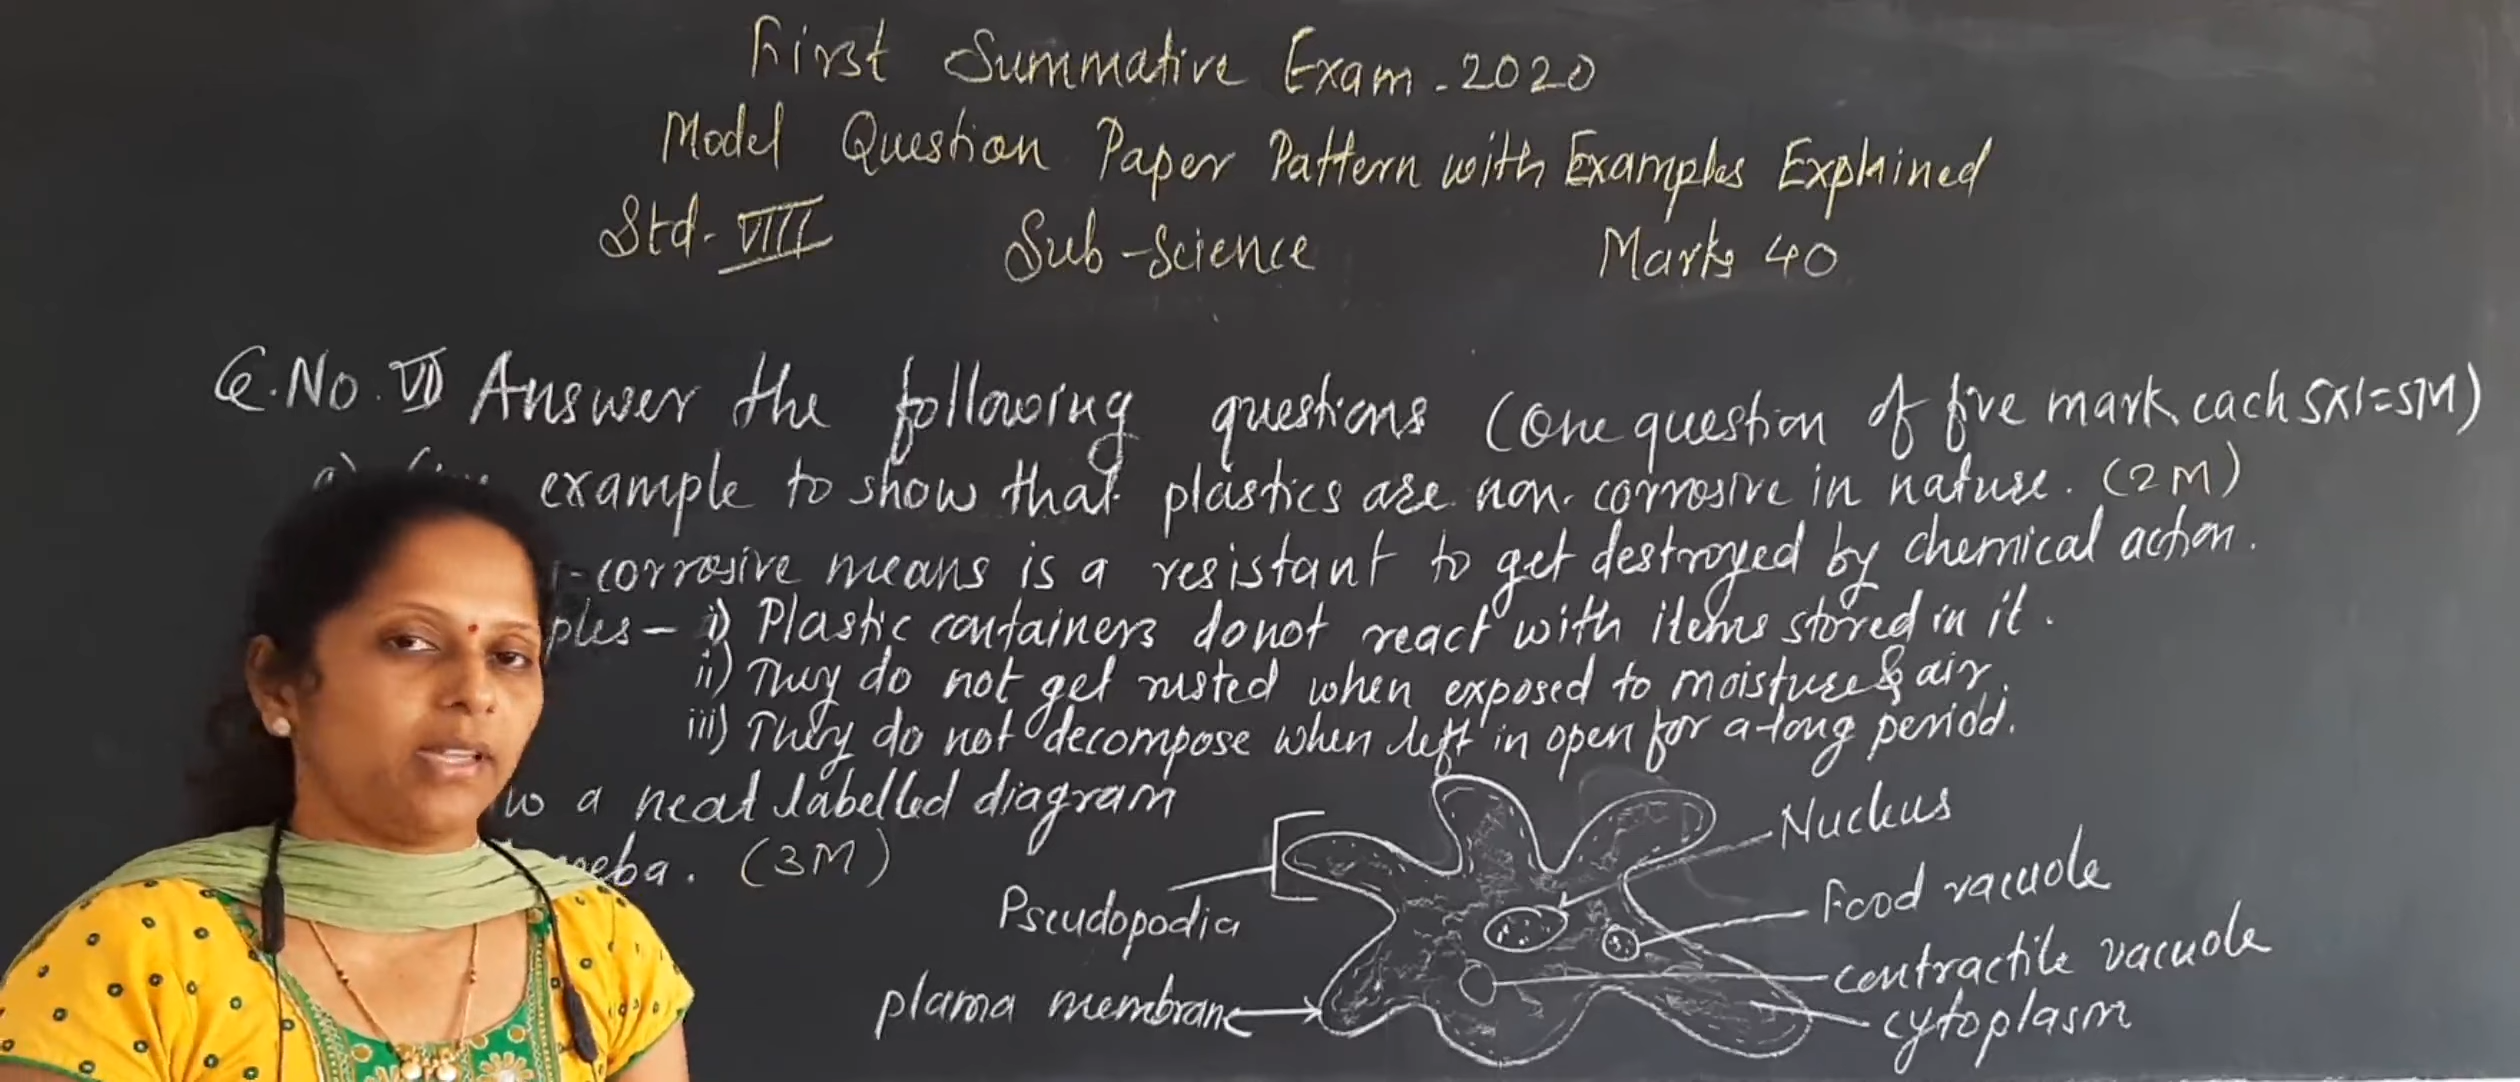 First Summative Exam. 2020
Model Question Paper Pattern with Examples Explained
Std- VIII Sub-Science Marks 40
Q.No. VI) Answer the following questions (One question of five mark each 5x1=5M)
a) example to show that plastics are non-corrosive in nature. (2M)
-corrosive means is a resistant to get destroyed by chemical action.
ples- i) Plastic containers do not react with items stored in it.
ii) They do not get rusted when exposed to moisture & air.
iii) They do not decompose when left in open for a long period.
w a neat labelled diagram
oeba. (3M)
Nucleus
Food vacuole
Pseudopodia
contractile vacuole
plama membrane
cytoplasm